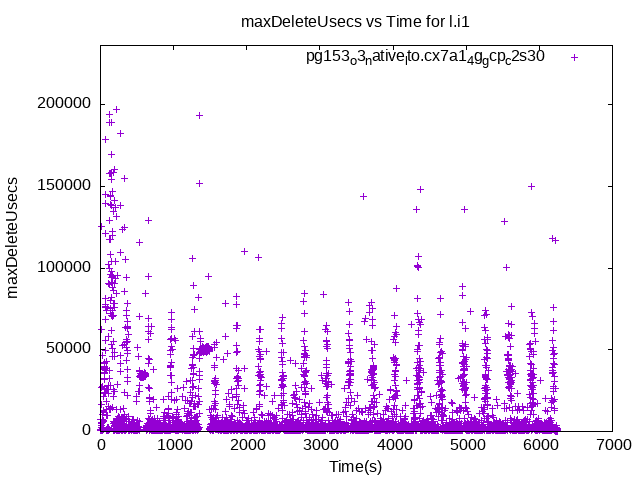 maxDeleteUsecs vs Time for l.i1
pg153_o3_native_lto.cx7a1_4g_gcp_c2s30
200000
150000
100000
50000
0
maxDeleteUsecs
0 1000 2000 3000 4000 5000 6000 7000
Time(s)